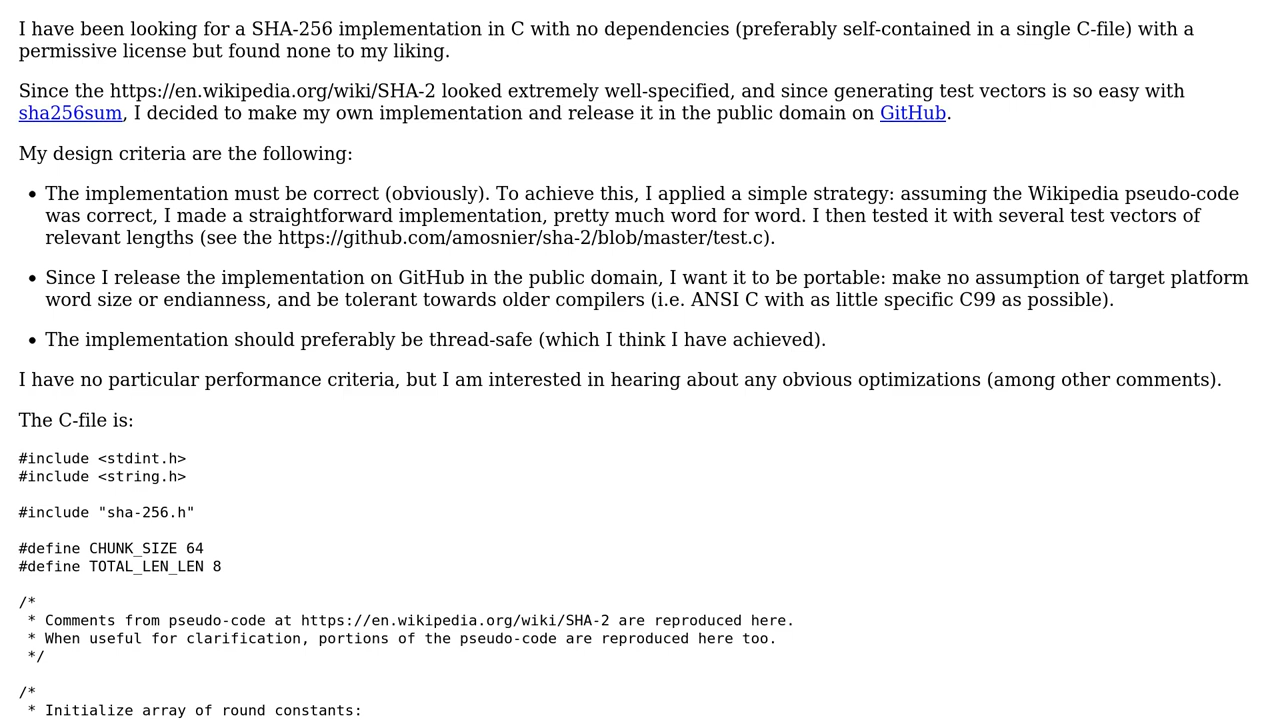 I have been looking for a SHA-256 implementation in C with no dependencies (preferably self-contained in a single C-file) with a
permissive license but found none to my liking.
Since the https://en.wikipedia.org/wiki/SHA-2 looked extremely well-specified, and since generating test vectors is so easy with
sha256sum, I decided to make my own implementation and release it in the public domain on GitHub.
My design criteria are the following:
• The implementation must be correct (obviously). To achieve this, I applied a simple strategy: assuming the Wikipedia pseudo-code
was correct, I made a straightforward implementation, pretty much word for word. I then tested it with several test vectors of
relevant lengths (see the https://github.com/amosnier/sha-2/blob/master/test.c).
• Since I release the implementation on GitHub in the public domain, I want it to be portable: make no assumption of target platform
word size or endianness, and be tolerant towards older compilers (i.e. ANSI C with as little specific C99 as possible).
• The implementation should preferably be thread-safe (which I think I have achieved).
I have no particular performance criteria, but I am interested in hearing about any obvious optimizations (among other comments).
The C-file is:
#include <stdint.h>
#include <string.h>
#include "sha-256.h"
#define CHUNK_SIZE 64
#define TOTAL_LEN_LEN 8
/*
 * Comments from pseudo-code at https://en.wikipedia.org/wiki/SHA-2 are reproduced here.
 * When useful for clarification, portions of the pseudo-code are reproduced here too.
 */
/*
 * Initialize array of round constants: